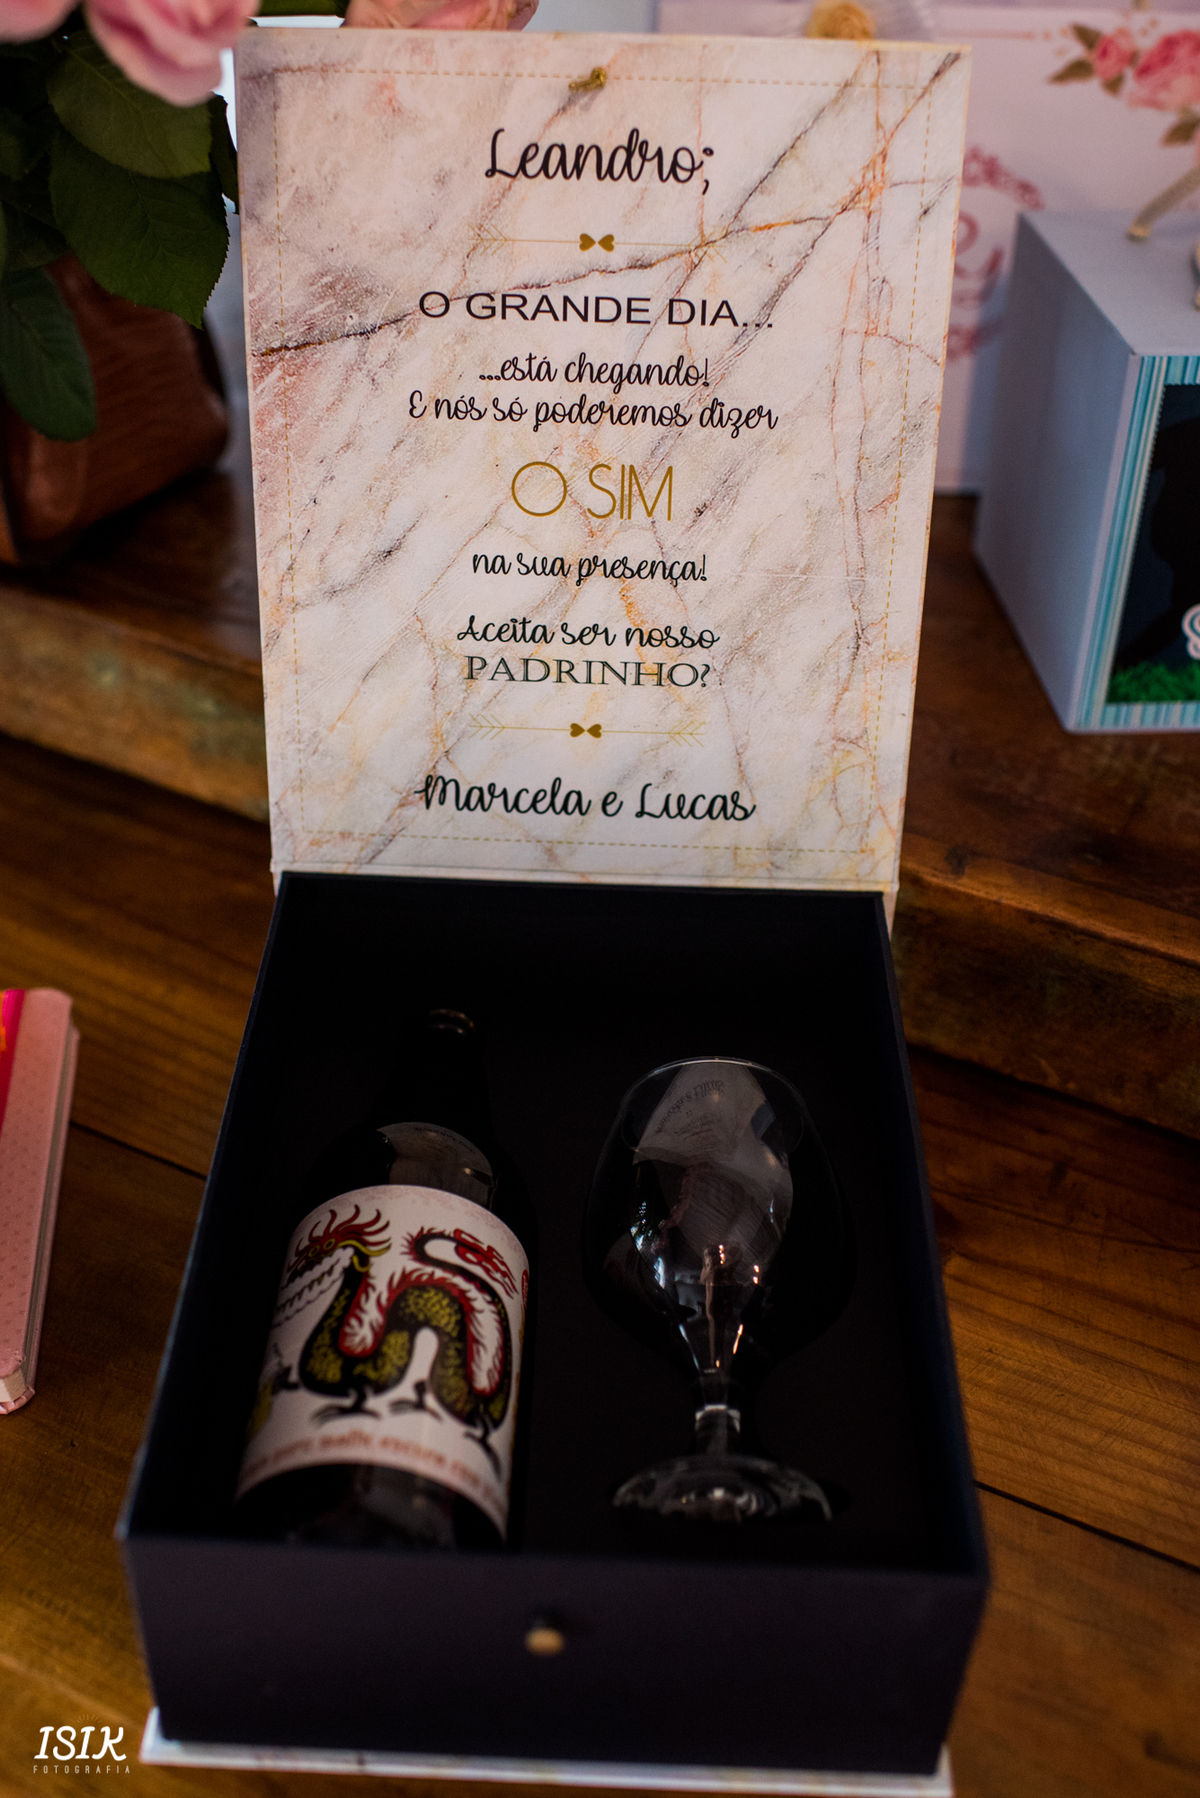 Leandro;
O GRANDE DIA...
...está chegando!
E nós só poderemos dizer
O SIM
na sua presença!
Aceita ser nosso
PADRINHO?
Marcela e Lucas
ISIK
FOTOGRAFIA